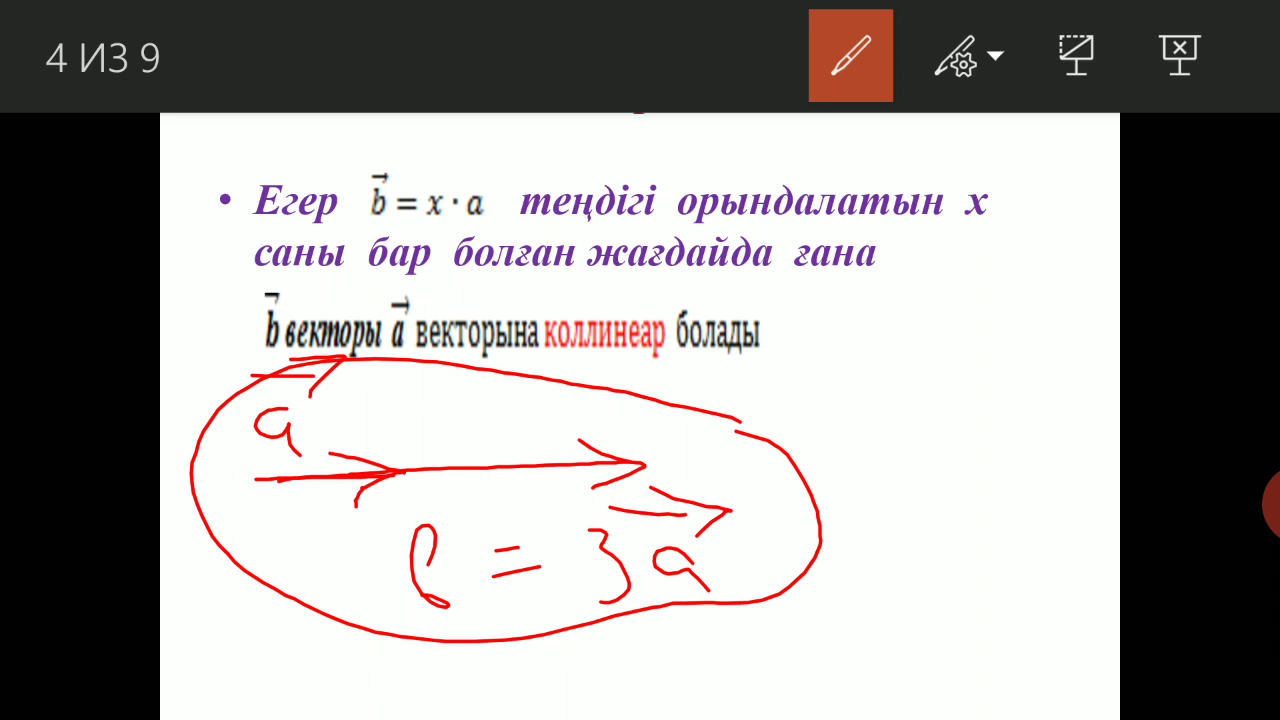 4 ИЗ 9
• Егер b⃗ = x · a теңдігі орындалатын x
саны бар болған жағдайда ғана
b⃗ векторы a⃗ векторына коллинеар болады
a⃗
= 3a⃗